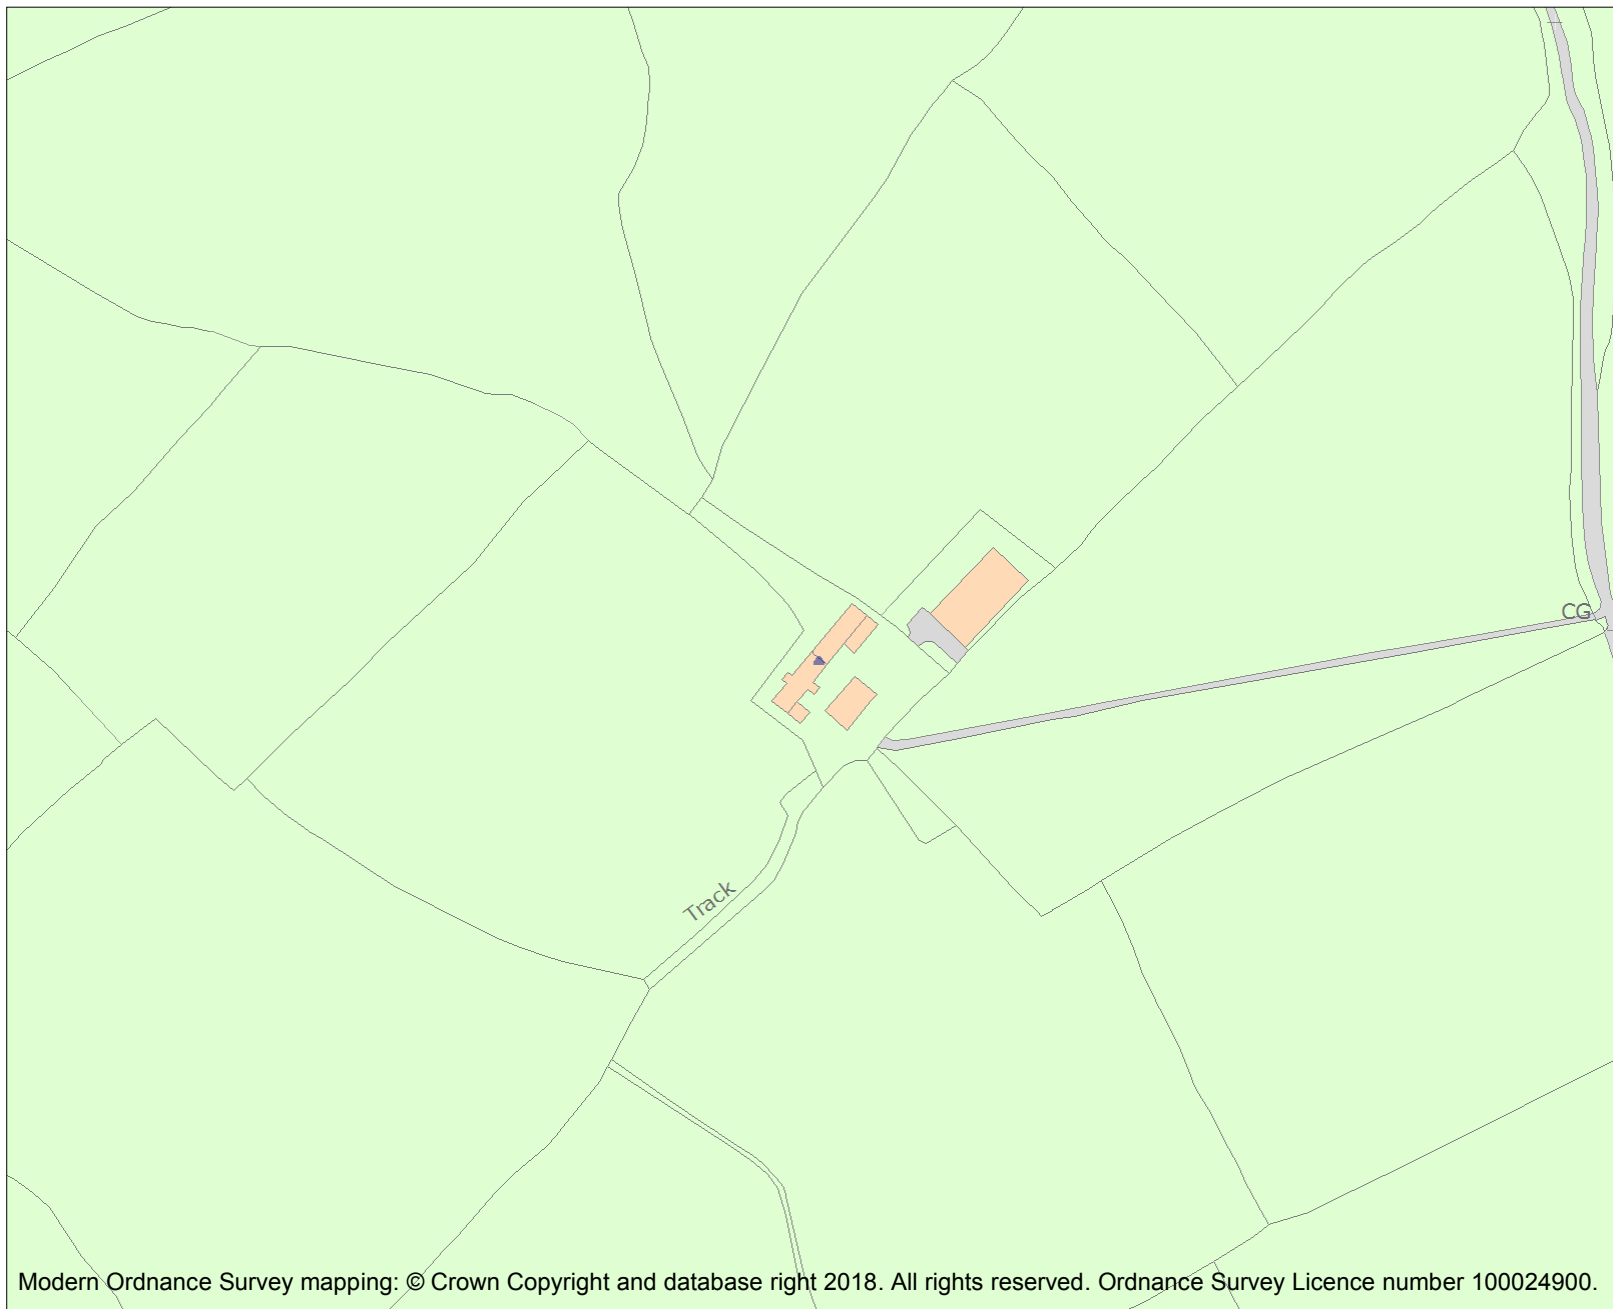 CG
Track
Modern Ordnance Survey mapping: © Crown Copyright and database right 2018. All rights reserved. Ordnance Survey Licence number 100024900.